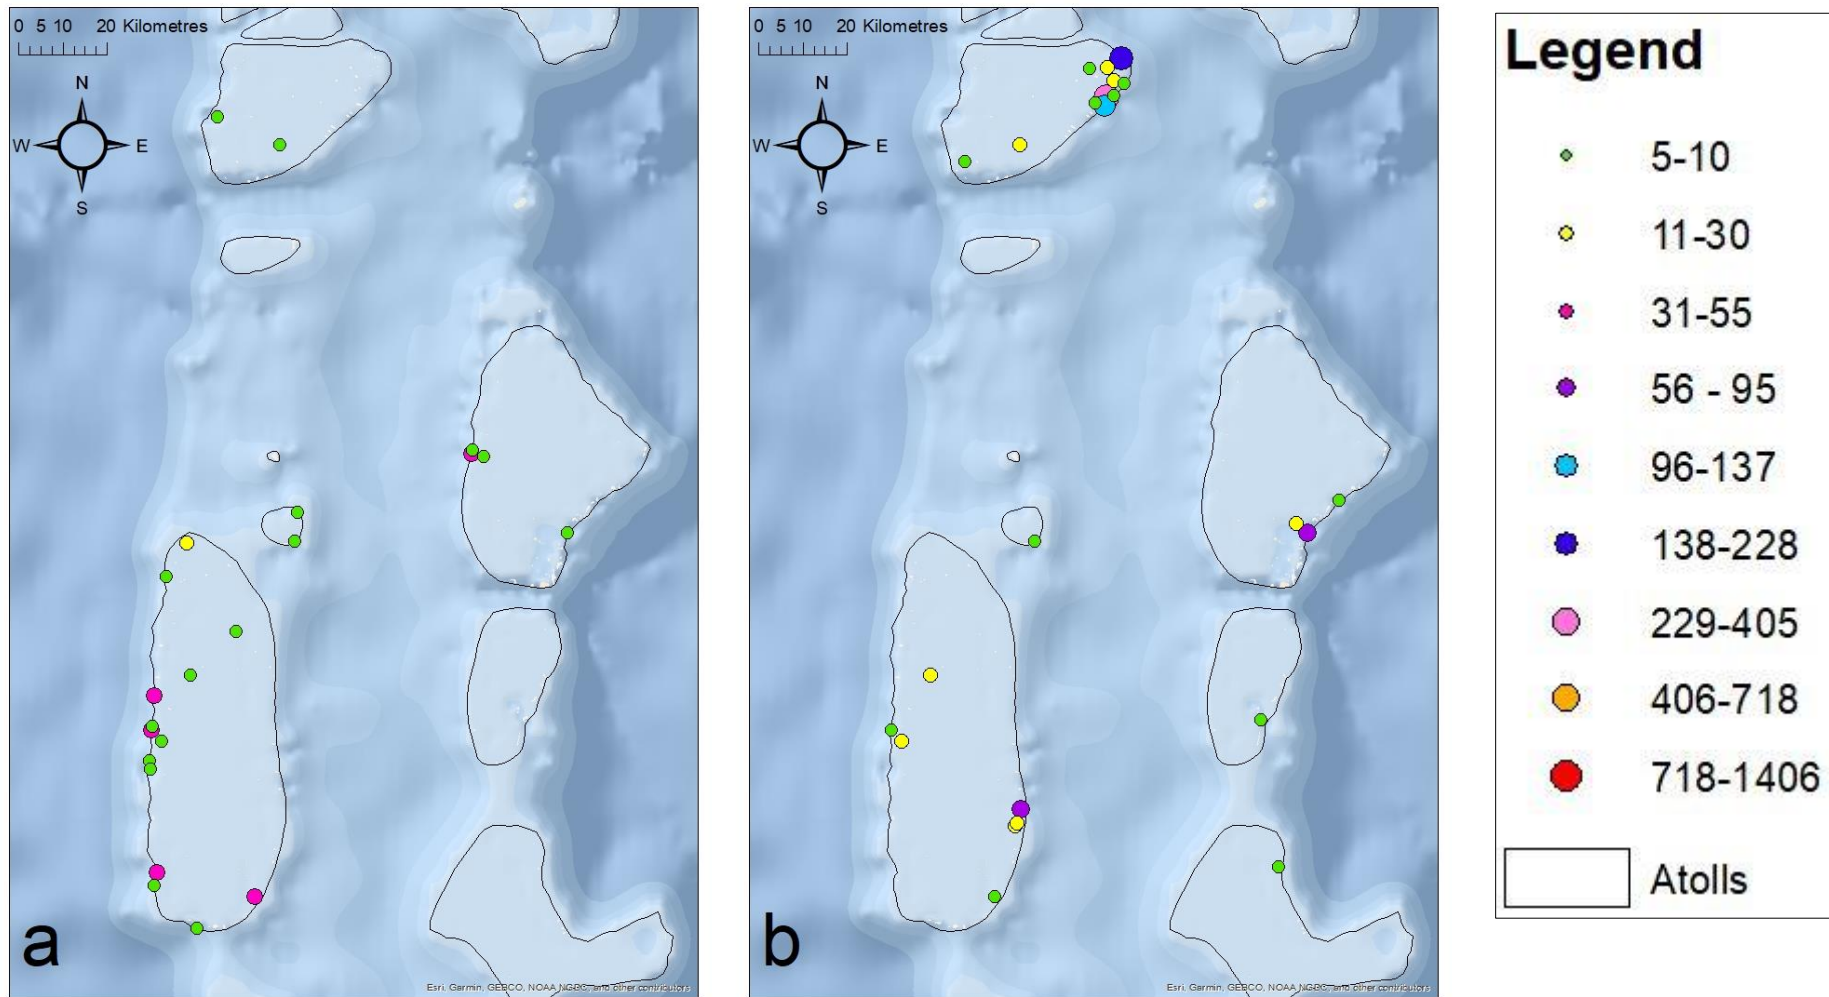 0 5 10 20 Kilometres
N
W E
S
a
Esri, Garmin, GEBCO, NOAA NGDC, and other contributors
0 5 10 20 Kilometres
N
W E
S
b
Esri, Garmin, GEBCO, NOAA NGDC, and other contributors
Legend
5-10
11-30
31-55
56 - 95
96-137
138-228
229-405
406-718
718-1406
Atolls